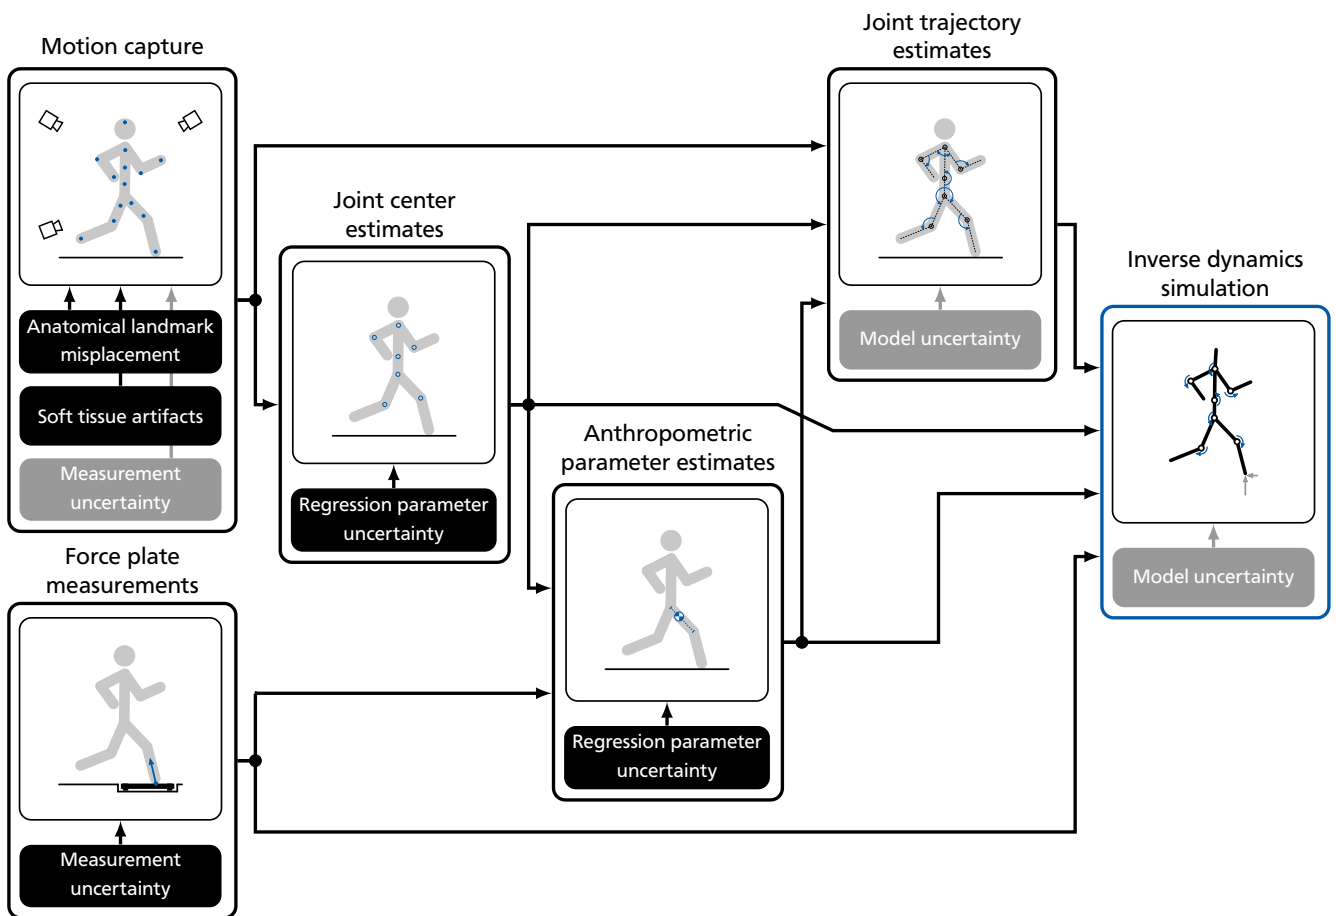 Motion capture
Anatomical landmark
misplacement
Soft tissue artifacts
Measurement
uncertainty
Force plate
measurements
Measurement
uncertainty
Joint center
estimates
Regression parameter
uncertainty
Anthropometric
parameter estimates
Regression parameter
uncertainty
Joint trajectory
estimates
Model uncertainty
Inverse dynamics
simulation
Model uncertainty